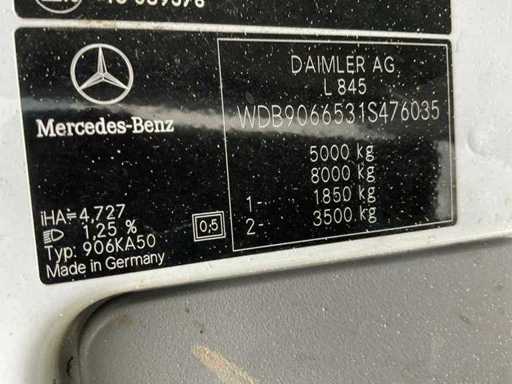 DAIMLER AG
L 845
WDB9066531S476035
Mercedes-Benz
5000 kg
8000 kg
1- 1850 kg
2- 3500 kg
iHA=4,727
1,25 %
Typ: 906KA50
Made in Germany
0,5